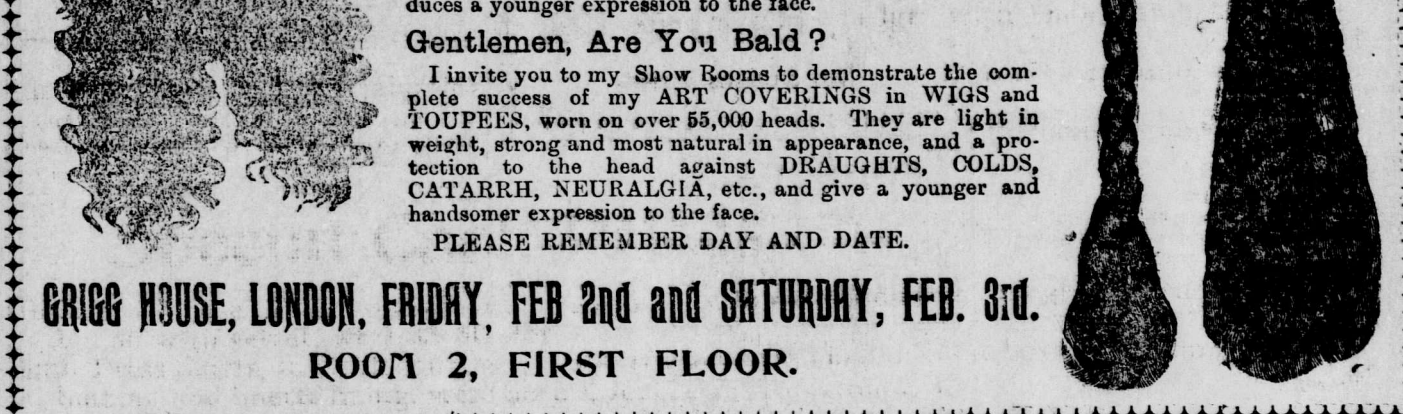 duces a younger expression to the face.
Gentlemen, Are You Bald?
I invite you to my Show Rooms to demonstrate the com-
plete success of my ART COVERINGS in WIGS and
TOUPEES, worn on over 55,000 heads. They are light in
weight, strong and most natural in appearance, and a pro-
tection to the head against DRAUGHTS, COLDS,
CATARRH, NEURALGIA, etc., and give a younger and
handsomer expression to the face.
PLEASE REMEMBER DAY AND DATE.
GRIGG HOUSE, LONDON, FRIDAY, FEB 2nd and SATURDAY, FEB. 3rd.
ROOM 2, FIRST FLOOR.